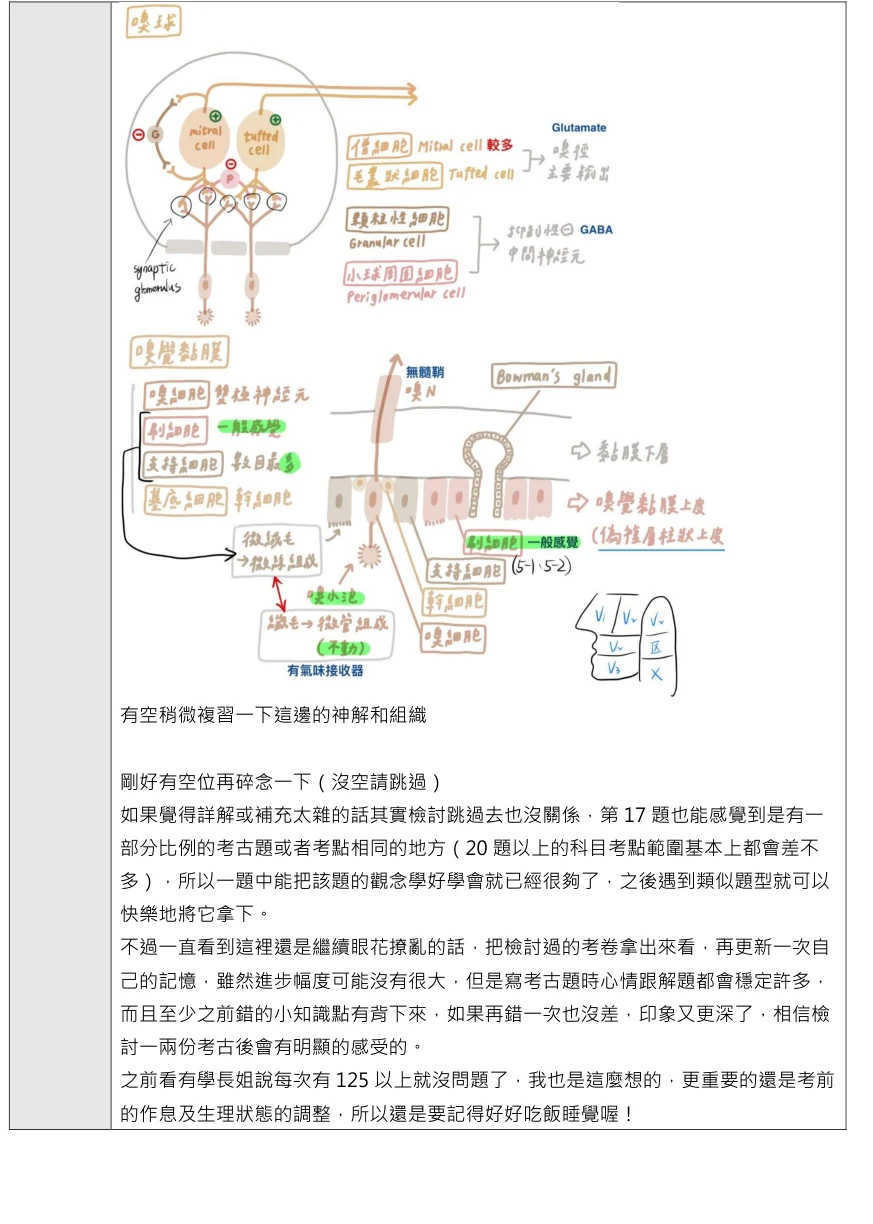 嗅球
mitral
cell
tufted
cell
G
P
synaptic
glomerulus
僧細胞 Mitral cell 較多
毛叢狀細胞 Tufted cell
Glutamate
嗅徑
主要輸出
顆粒性細胞
Granular cell
小球周圍細胞
Periglomerular cell
抑制性⊖ GABA
中間神經元
嗅覺黏膜
嗅細胞 雙極神經元
刷細胞 一般感覺
支持細胞 數目最多
基底細胞 幹細胞
無髓鞘
嗅N
Bowman's gland
⇨ 黏膜下層
⇨ 嗅覺黏膜上皮
(偽複層柱狀上皮
微絨毛
→微絲組成
嗅小泡
纖毛→微管組成
(不動)
有氣味接收器
刷細胞 一般感覺
支持細胞 (5-1、5-2)
幹細胞
嗅細胞
V₁ V₂ V₂
V₂ 区
V₃ X
有空稍微複習一下這邊的神解和組織
剛好有空位再碎念一下（沒空請跳過）
如果覺得詳解或補充太雜的話其實檢討跳過去也沒關係，第 17 題也能感覺到是有一
部分比例的考古題或者考點相同的地方（20 題以上的科目考點範圍基本上都會差不
多），所以一題中能把該題的觀念學好學會就已經很夠了，之後遇到類似題型就可以
快樂地將它拿下。
不過一直看到這裡還是繼續眼花撩亂的話，把檢討過的考卷拿出來看，再更新一次自
己的記憶，雖然進步幅度可能沒有很大，但是寫考古題時心情跟解題都會穩定許多，
而且至少之前錯的小知識點有背下來，如果再錯一次也沒差，印象又更深了，相信檢
討一兩份考古後會有明顯的感受的。
之前看有學長姐說每次有 125 以上就沒問題了，我也是這麼想的，更重要的還是考前
的作息及生理狀態的調整，所以還是要記得好好吃飯睡覺喔！